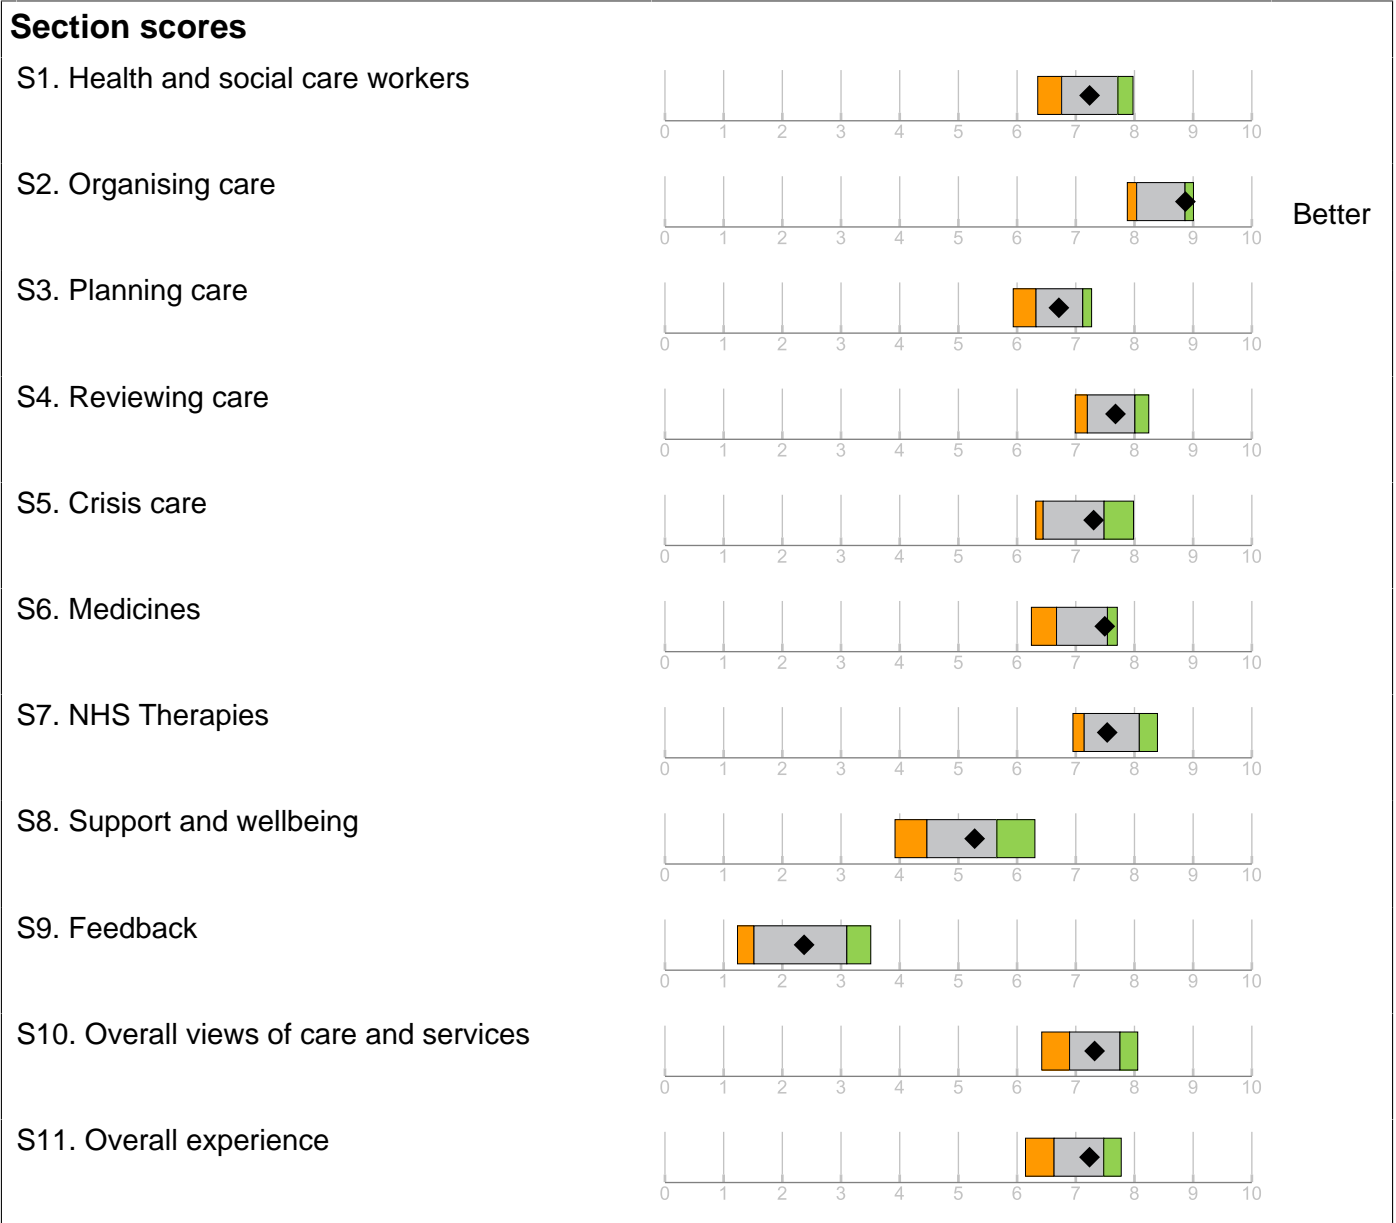 Section scores
S1. Health and social care workers
0 1 2 3 4 5 6 7 8 9 10
S2. Organising care
Better
0 1 2 3 4 5 6 7 8 9 10
S3. Planning care
0 1 2 3 4 5 6 7 8 9 10
S4. Reviewing care
0 1 2 3 4 5 6 7 8 9 10
S5. Crisis care
0 1 2 3 4 5 6 7 8 9 10
S6. Medicines
0 1 2 3 4 5 6 7 8 9 10
S7. NHS Therapies
0 1 2 3 4 5 6 7 8 9 10
S8. Support and wellbeing
0 1 2 3 4 5 6 7 8 9 10
S9. Feedback
0 1 2 3 4 5 6 7 8 9 10
S10. Overall views of care and services
0 1 2 3 4 5 6 7 8 9 10
S11. Overall experience
0 1 2 3 4 5 6 7 8 9 10